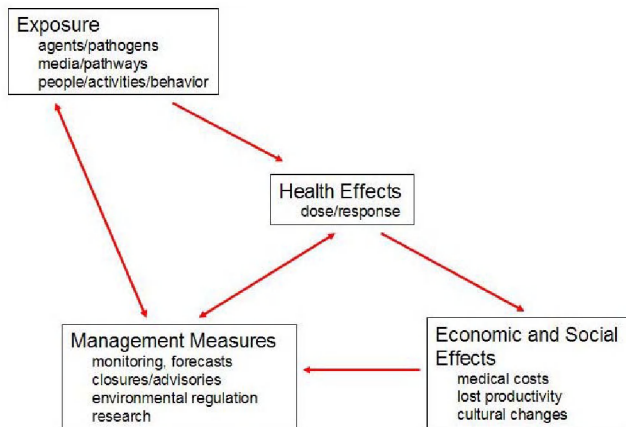 Exposure
agents/pathogens
media/pathways
people/activities/behavior
Health Effects
dose/response
Management Measures
monitoring, forecasts
closures/advisories
environmental regulation
research
Economic and Social
Effects
medical costs
lost productivity
cultural changes